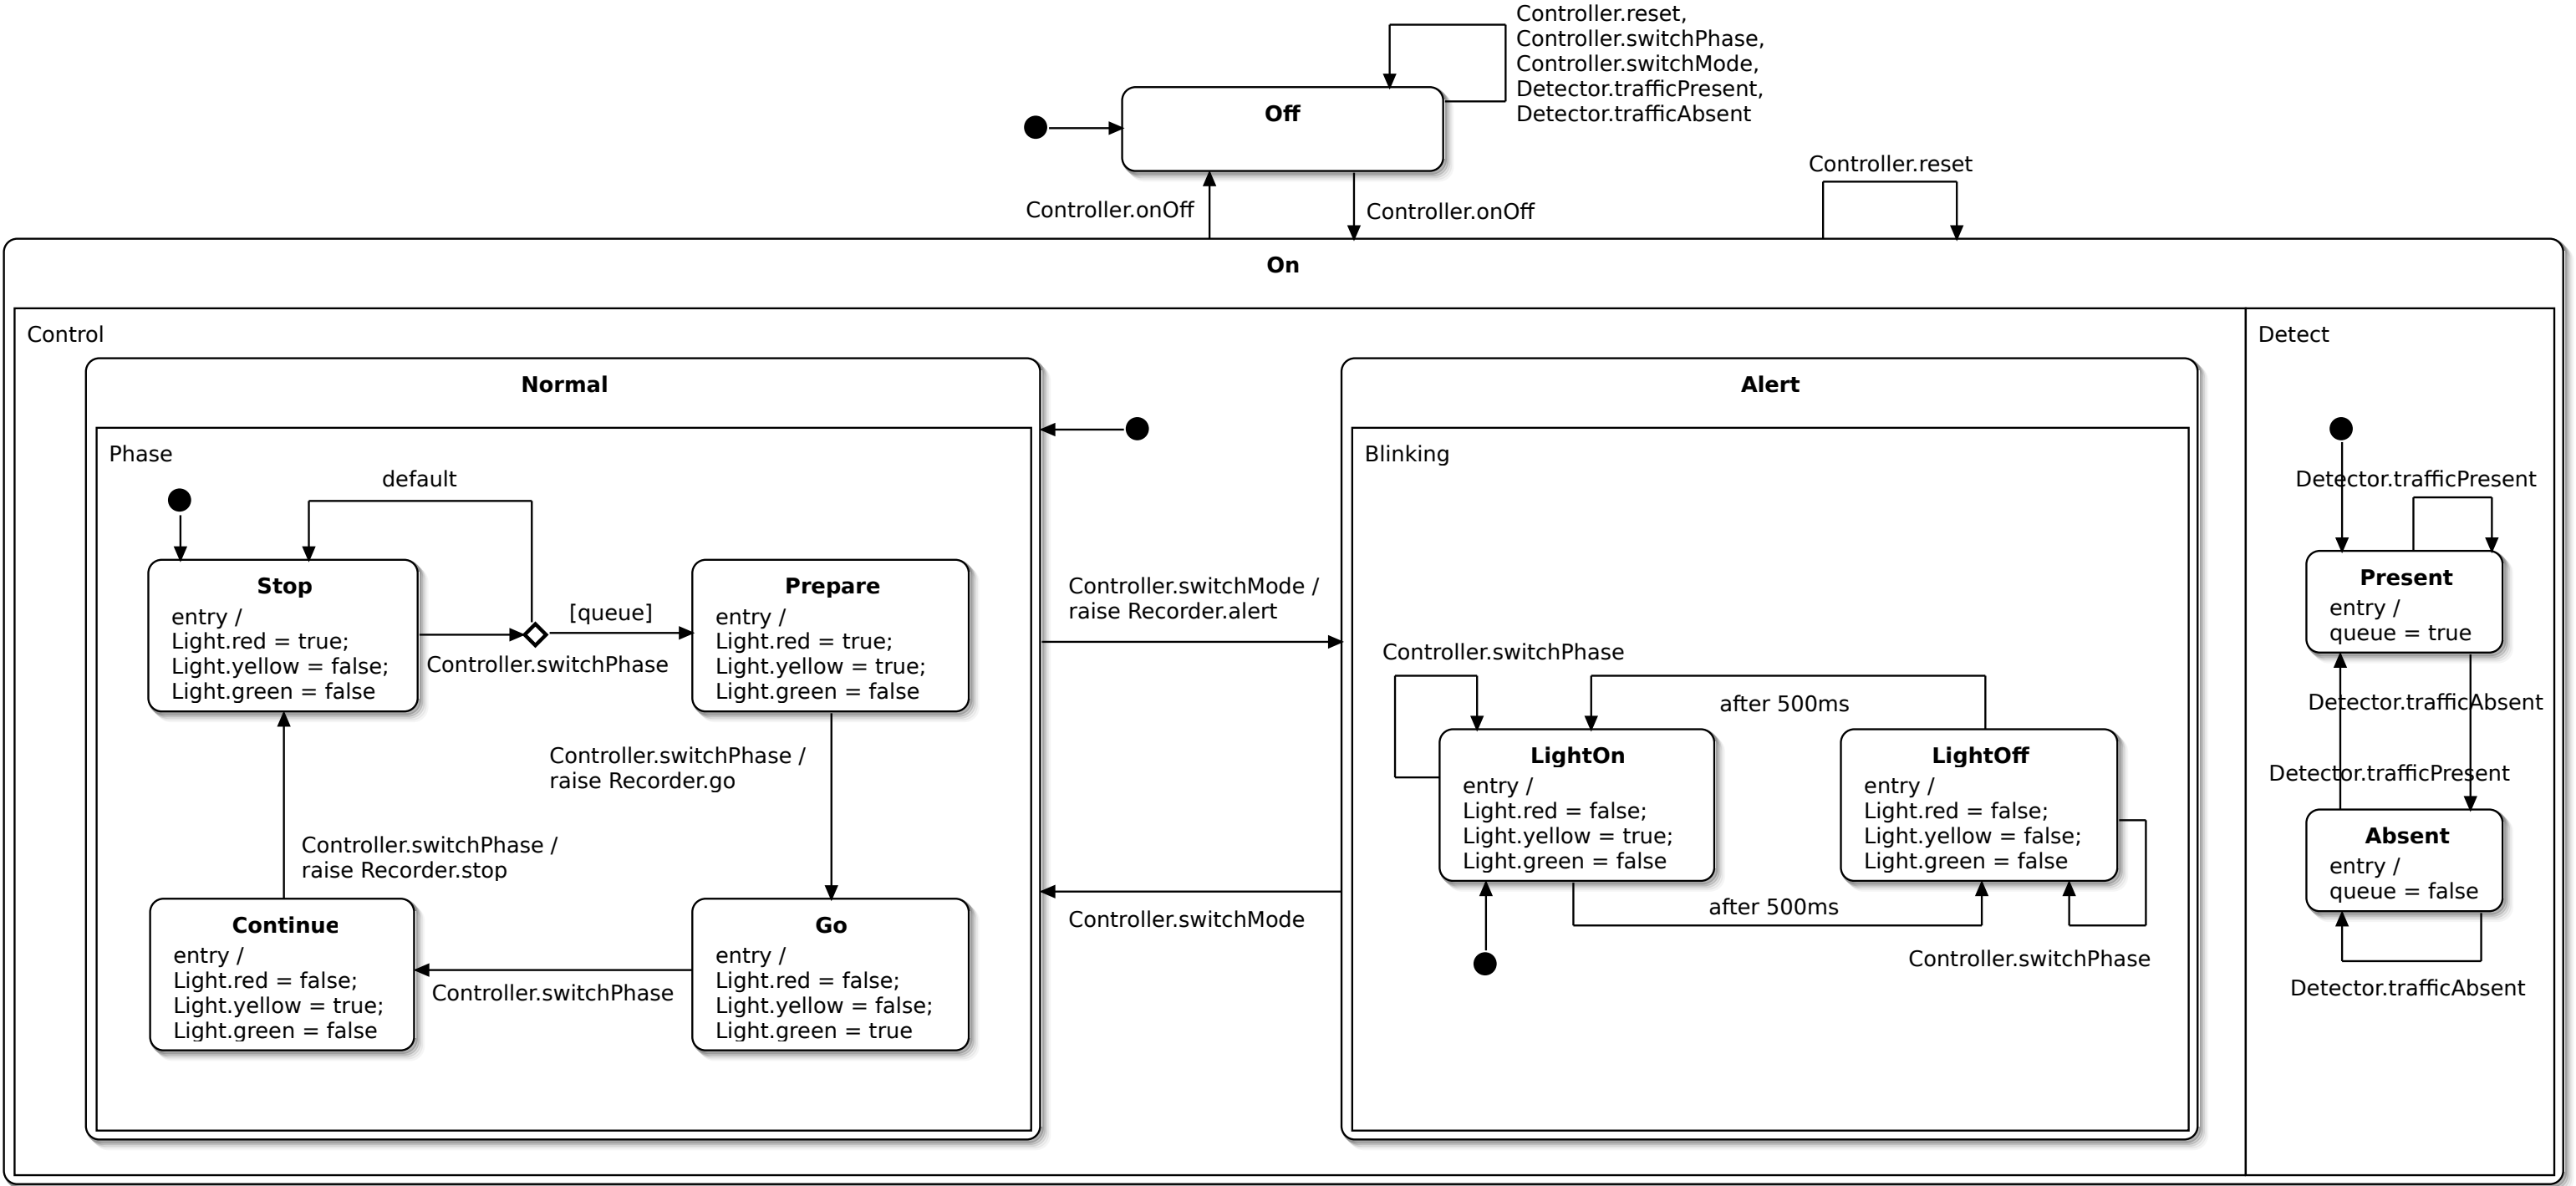 Controller.reset,
Controller.switchPhase,
Controller.switchMode,
Detector.trafficPresent,
Detector.trafficAbsent
Off
Controller.reset
Controller.onOff
Controller.onOff
On
Control
Detect
Normal
Alert
Phase
Blinking
default
Detector.trafficPresent
Stop
entry /
Light.red = true;
Light.yellow = false;
Light.green = false
[queue]
Controller.switchPhase
Prepare
entry /
Light.red = true;
Light.yellow = true;
Light.green = false
Controller.switchMode /
raise Recorder.alert
Present
entry /
queue = true
Controller.switchPhase
after 500ms
Detector.trafficAbsent
Controller.switchPhase /
raise Recorder.go
LightOn
entry /
Light.red = false;
Light.yellow = true;
Light.green = false
LightOff
entry /
Light.red = false;
Light.yellow = false;
Light.green = false
Detector.trafficPresent
Controller.switchPhase /
raise Recorder.stop
Absent
entry /
queue = false
after 500ms
Controller.switchMode
Continue
entry /
Light.red = false;
Light.yellow = true;
Light.green = false
Controller.switchPhase
Go
entry /
Light.red = false;
Light.yellow = false;
Light.green = true
Controller.switchPhase
Detector.trafficAbsent